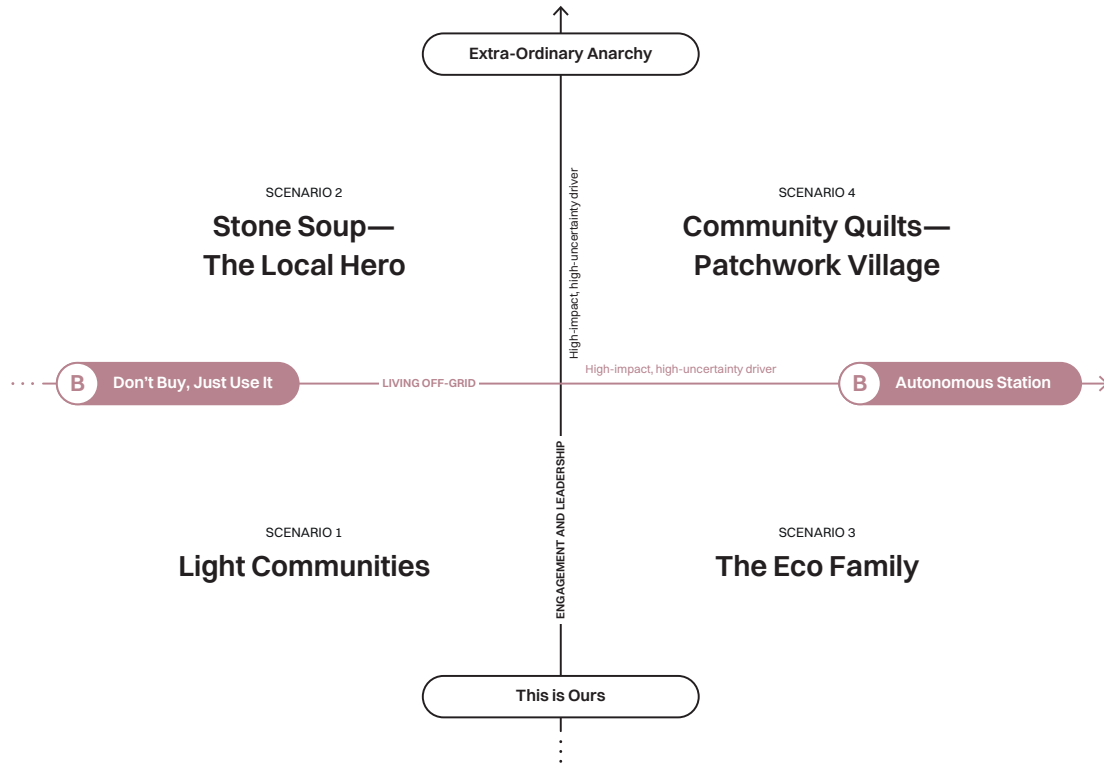 Extra-Ordinary Anarchy
SCENARIO 2
Stone Soup—
The Local Hero
SCENARIO 4
Community Quilts—
Patchwork Village
High-impact, high-uncertainty driver
High-impact, high-uncertainty driver
B Don't Buy, Just Use It
LIVING OFF-GRID
B Autonomous Station
ENGAGEMENT AND LEADERSHIP
SCENARIO 1
Light Communities
SCENARIO 3
The Eco Family
This is Ours